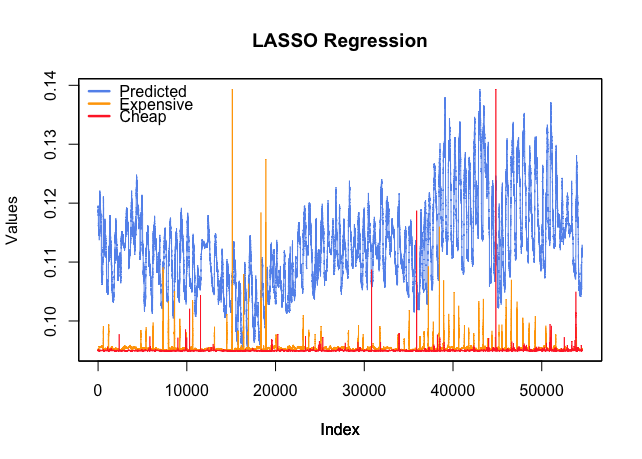 LASSO Regression
Predicted
Expensive
Cheap
Values
0.14
0.13
0.12
0.11
0.10
0 10000 20000 30000 40000 50000
Index